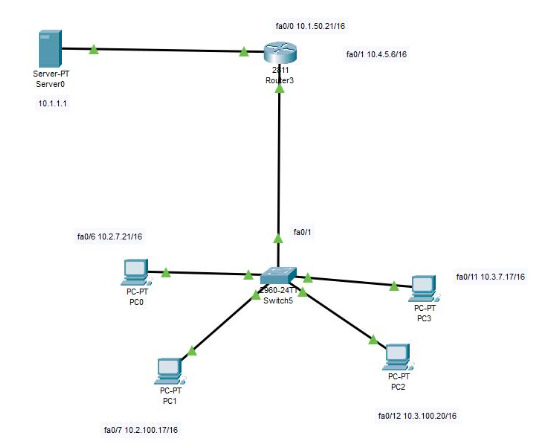 fa0/0 10.1.50.21/16
fa0/1 10.4.5.6/16
2811
Router3
Server-PT
Server0
10.1.1.1
fa0/1
fa0/6 10.2.7.21/16
PC-PT
PC0
2960-24TT
Switch5
fa0/11 10.3.7.17/16
PC-PT
PC3
PC-PT
PC1
PC-PT
PC2
fa0/7 10.2.100.17/16
fa0/12 10.3.100.20/16